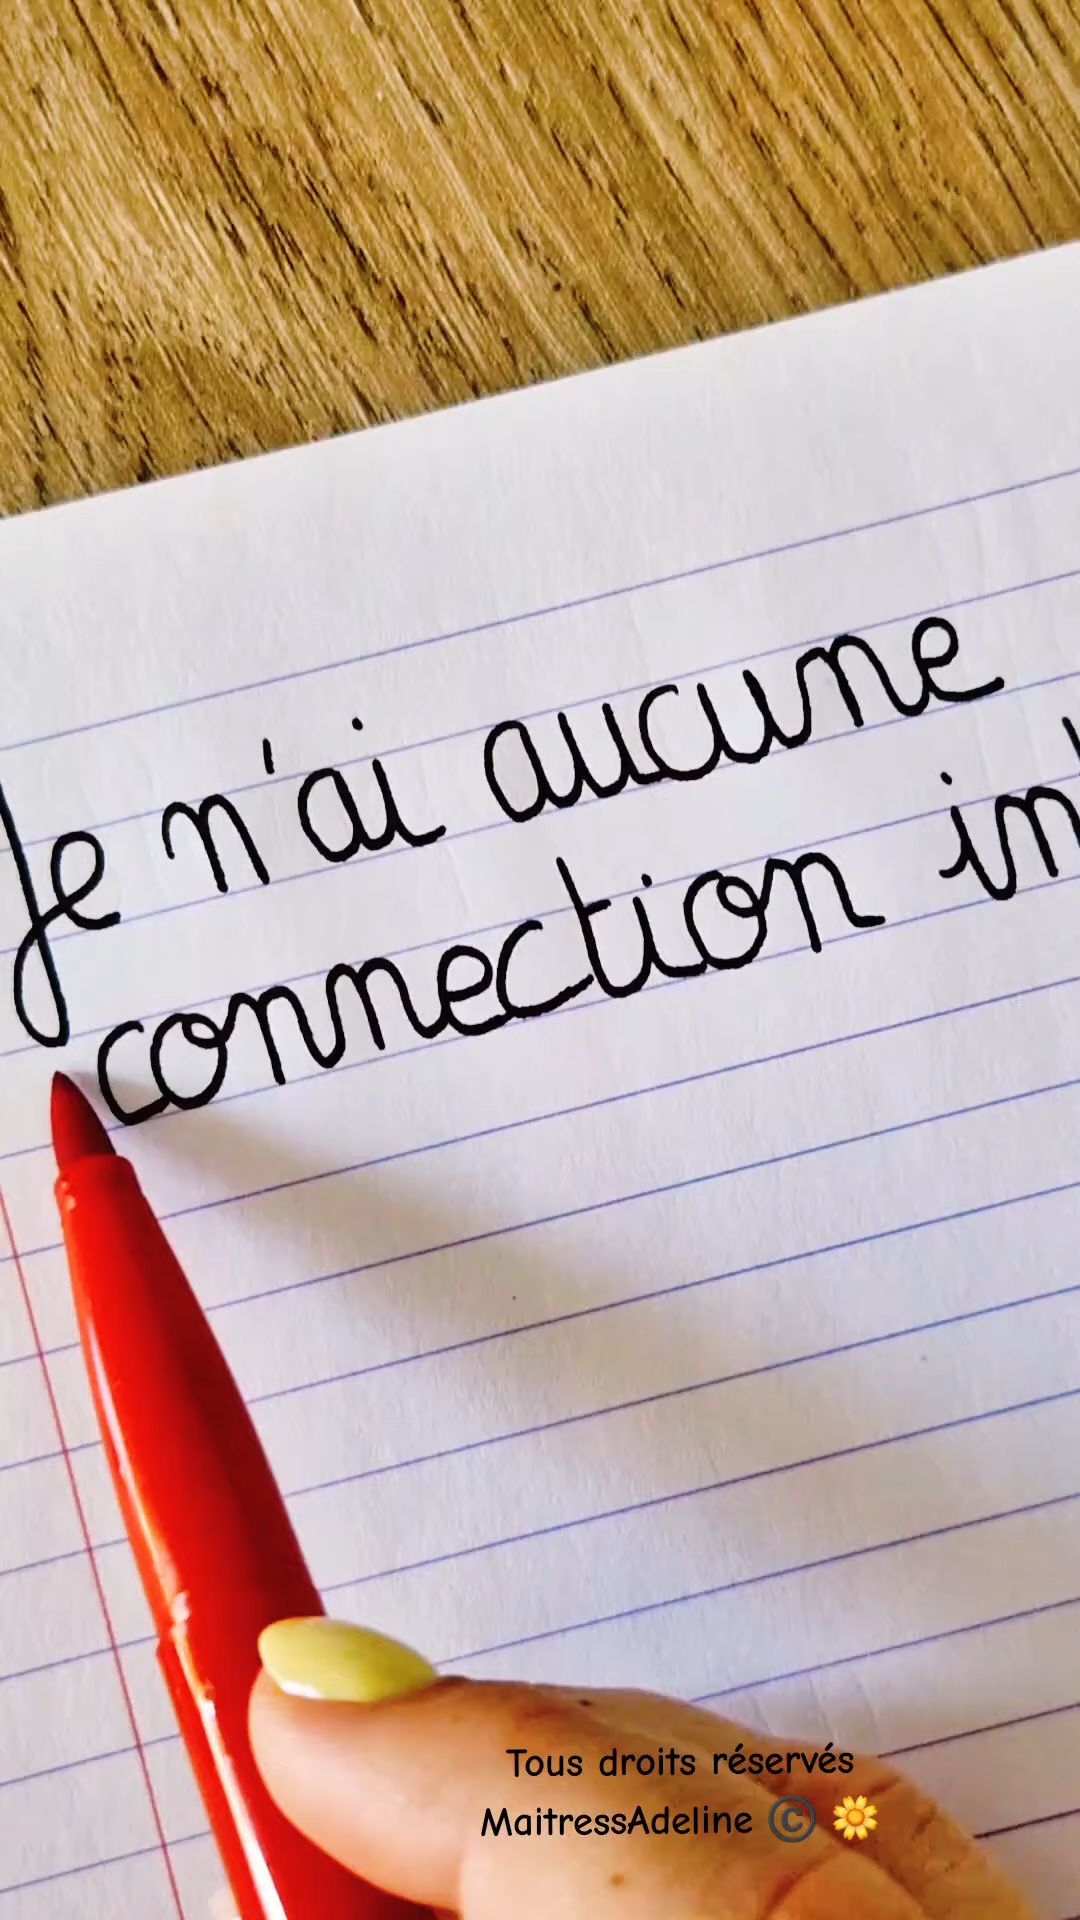 Je n'ai aucune
connection
Tous droits réservés
MaitressAdeline ©